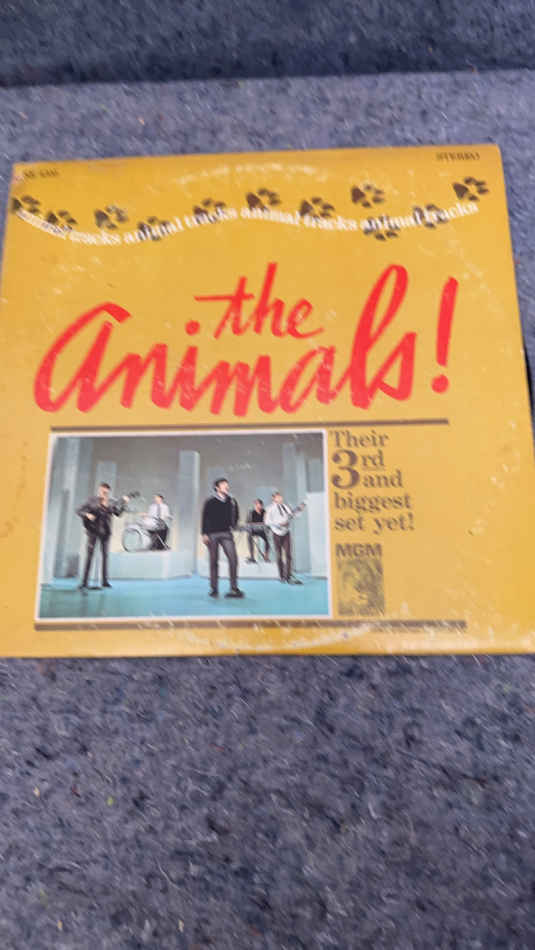 STEREO
animal tracks animal tracks animal tracks animal tracks
the
Animals!
Their
3rd
and
biggest
set yet!
MGM